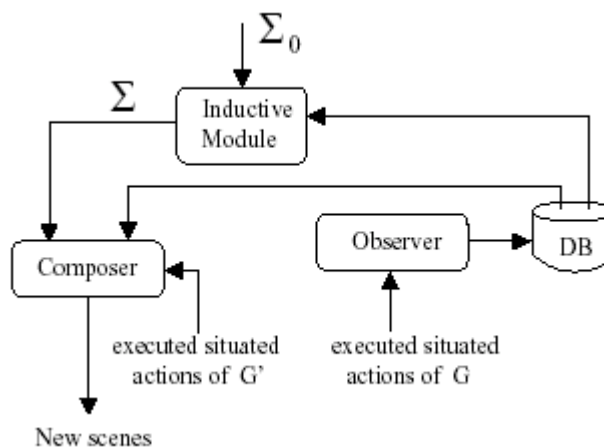 Σ0
Σ
Inductive
Module
Observer
DB
Composer
executed situated
actions of G’
executed situated
actions of G
New scenes